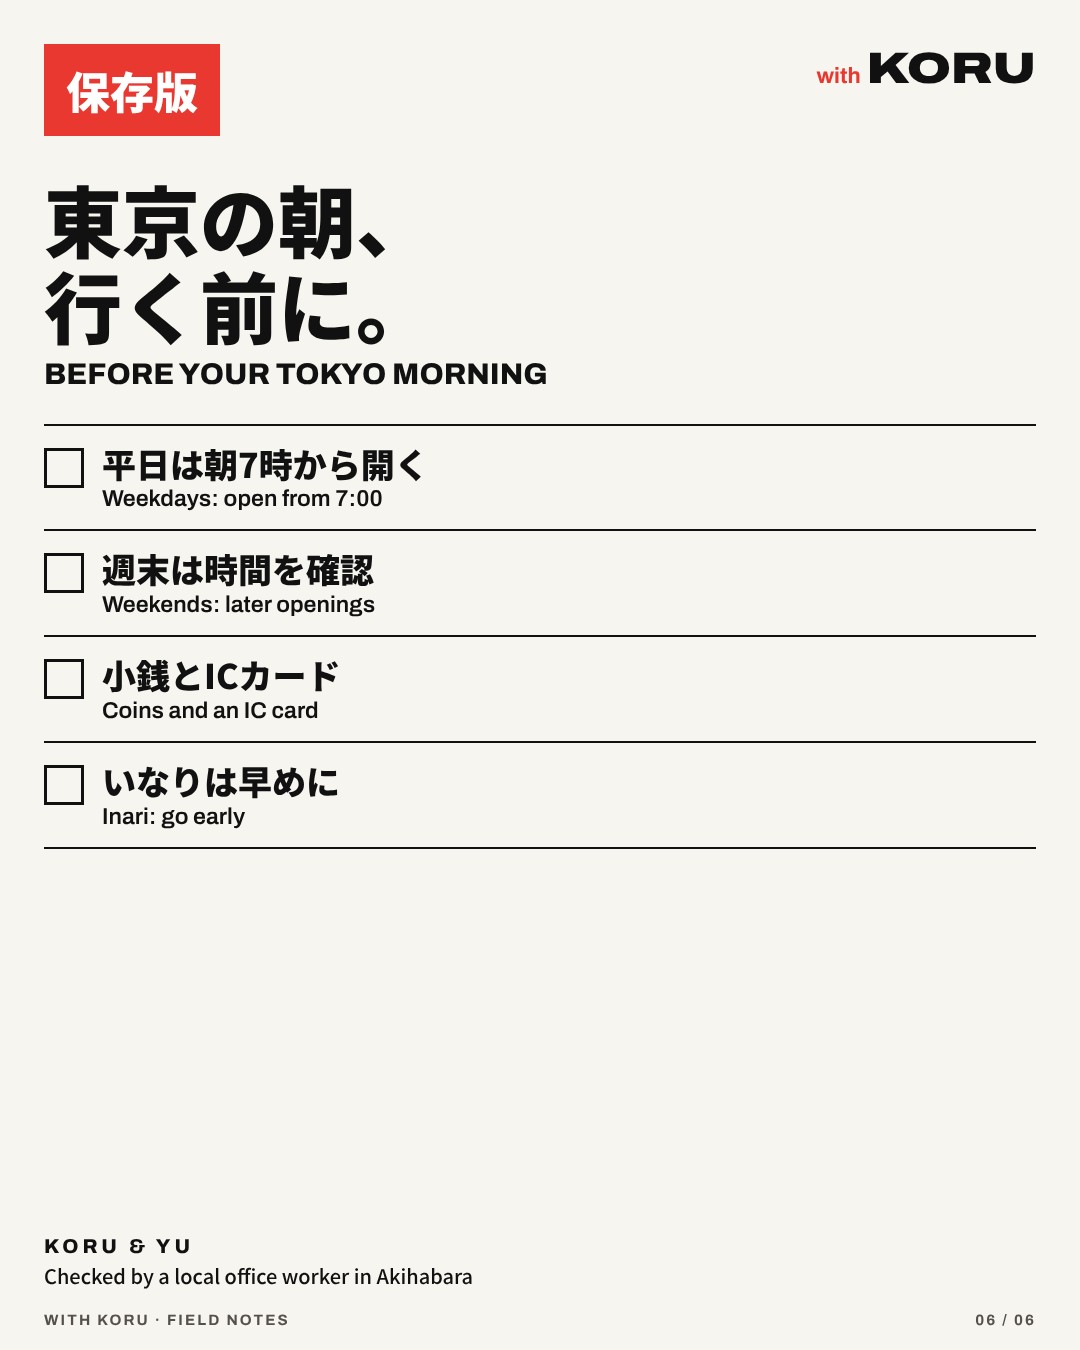 保存版
with KORU
東京の朝、
行く前に。
BEFORE YOUR TOKYO MORNING
平日は朝7時から開く
Weekdays: open from 7:00
週末は時間を確認
Weekends: later openings
小銭とICカード
Coins and an IC card
いなりは早めに
Inari: go early
KORU & YU
Checked by a local office worker in Akihabara
WITH KORU · FIELD NOTES
06 / 06